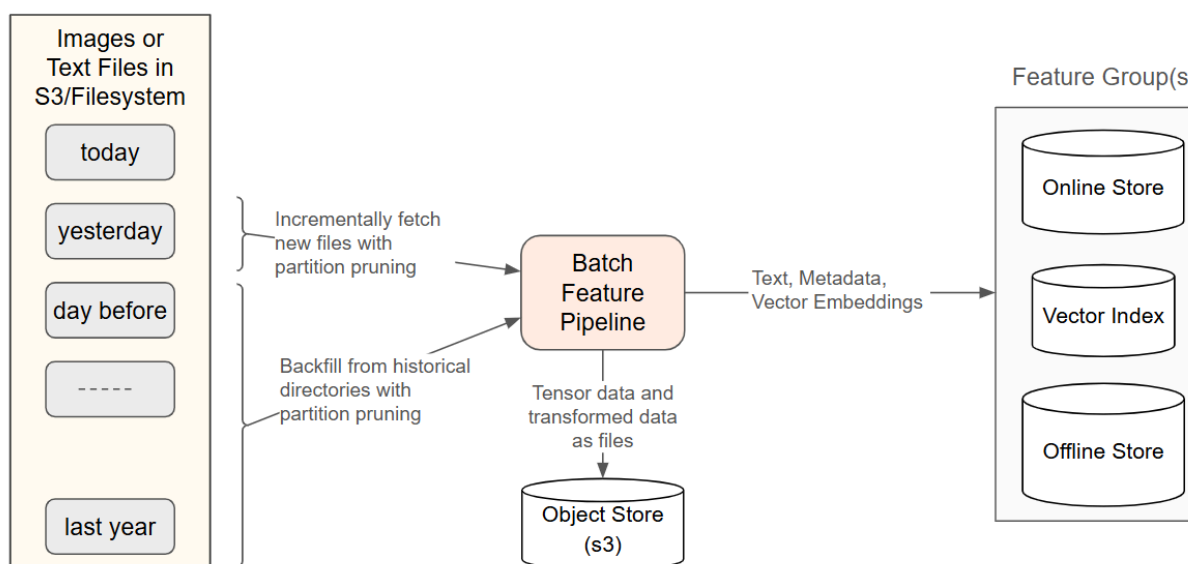 Images or
Text Files in
S3/Filesystem
today
yesterday
day before
-----
last year
Incrementally fetch
new files with
partition pruning
Backfill from historical
directories with
partition pruning
Batch
Feature
Pipeline
Tensor data and
transformed data
as files
Object Store
(s3)
Text, Metadata,
Vector Embeddings
Feature Group(s
Online Store
Vector Index
Offline Store